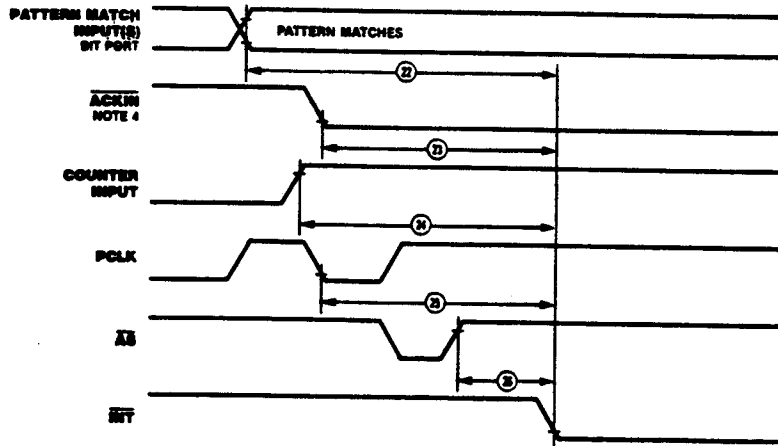 PATTERN MATCH
INPUT(S)
BIT PORT
PATTERN MATCHES
22
ACKIN
NOTE 4
23
COUNTER
INPUT
24
PCLK
25
AS
26
INT